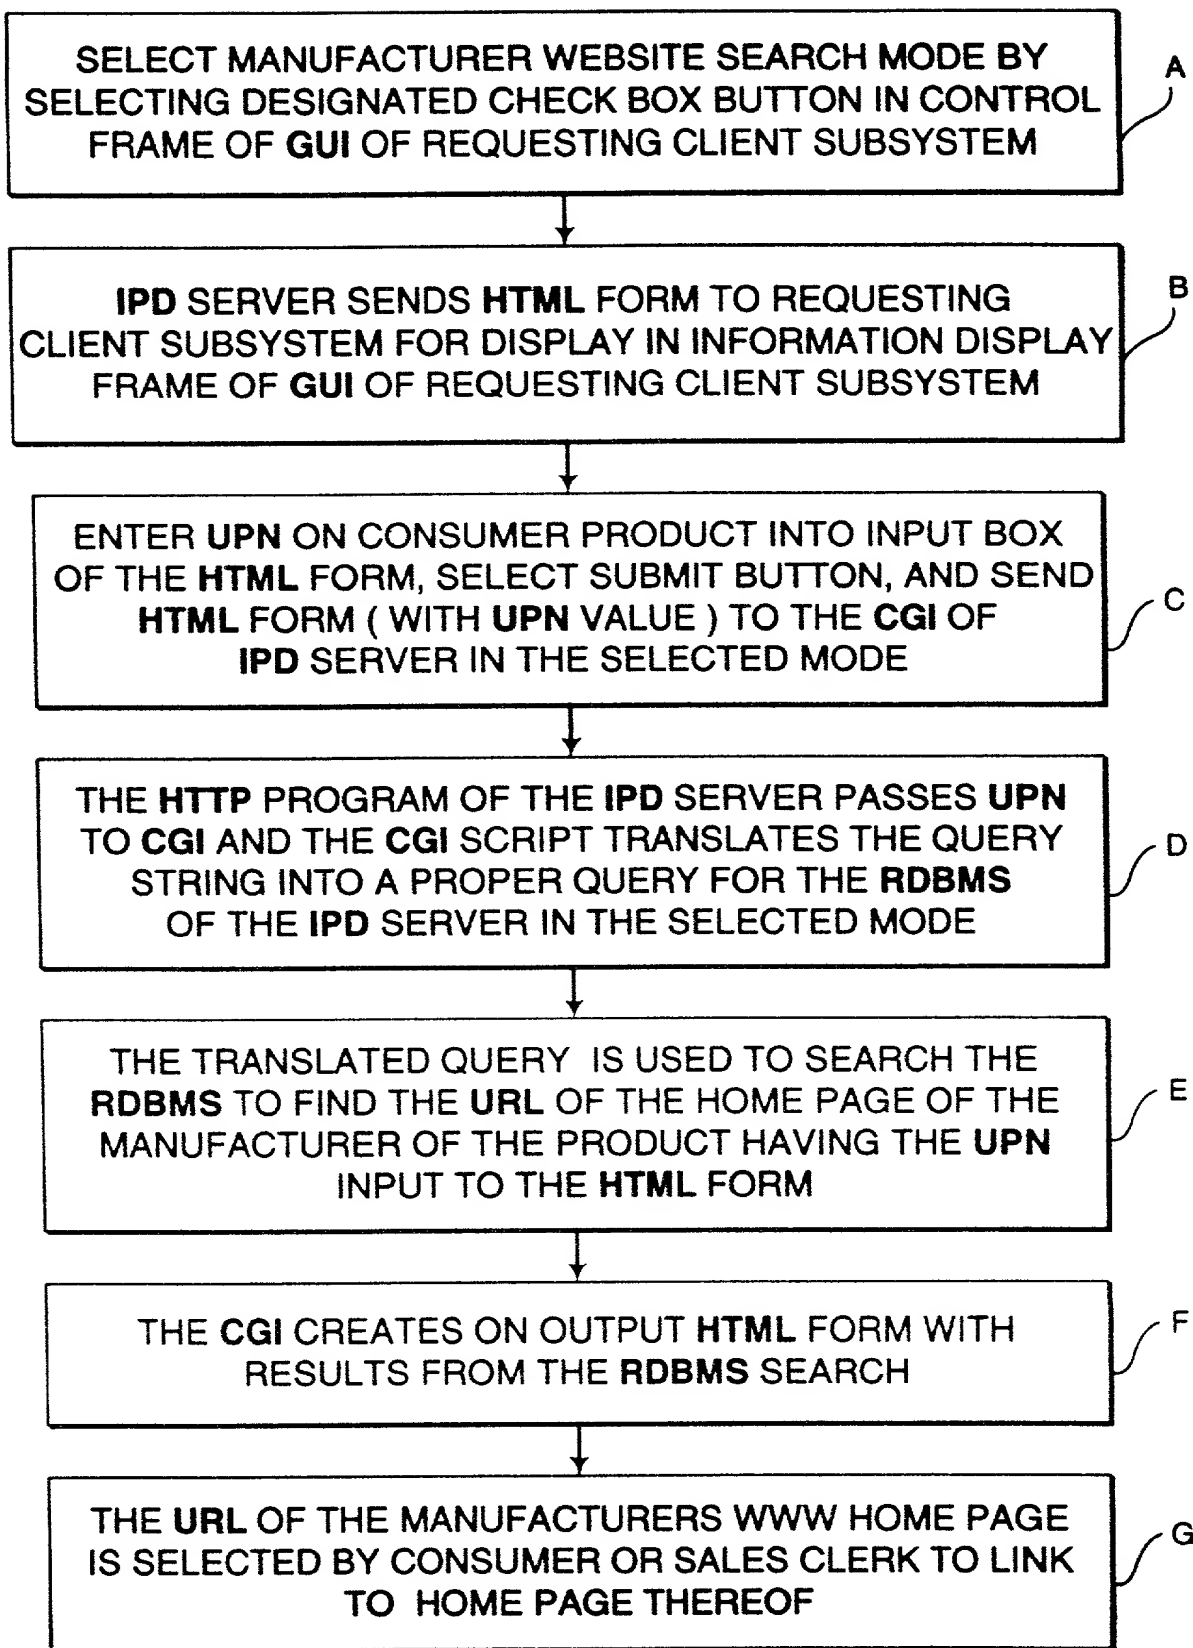 SELECT MANUFACTURER WEBSITE SEARCH MODE BY
SELECTING DESIGNATED CHECK BOX BUTTON IN CONTROL
FRAME OF GUI OF REQUESTING CLIENT SUBSYSTEM
A
IPD SERVER SENDS HTML FORM TO REQUESTING
CLIENT SUBSYSTEM FOR DISPLAY IN INFORMATION DISPLAY
FRAME OF GUI OF REQUESTING CLIENT SUBSYSTEM
B
ENTER UPN ON CONSUMER PRODUCT INTO INPUT BOX
OF THE HTML FORM, SELECT SUBMIT BUTTON, AND SEND
HTML FORM ( WITH UPN VALUE ) TO THE CGI OF
IPD SERVER IN THE SELECTED MODE
C
THE HTTP PROGRAM OF THE IPD SERVER PASSES UPN
TO CGI AND THE CGI SCRIPT TRANSLATES THE QUERY
STRING INTO A PROPER QUERY FOR THE RDBMS
OF THE IPD SERVER IN THE SELECTED MODE
D
THE TRANSLATED QUERY IS USED TO SEARCH THE
RDBMS TO FIND THE URL OF THE HOME PAGE OF THE
MANUFACTURER OF THE PRODUCT HAVING THE UPN
INPUT TO THE HTML FORM
E
THE CGI CREATES ON OUTPUT HTML FORM WITH
RESULTS FROM THE RDBMS SEARCH
F
THE URL OF THE MANUFACTURERS WWW HOME PAGE
IS SELECTED BY CONSUMER OR SALES CLERK TO LINK
TO HOME PAGE THEREOF
G